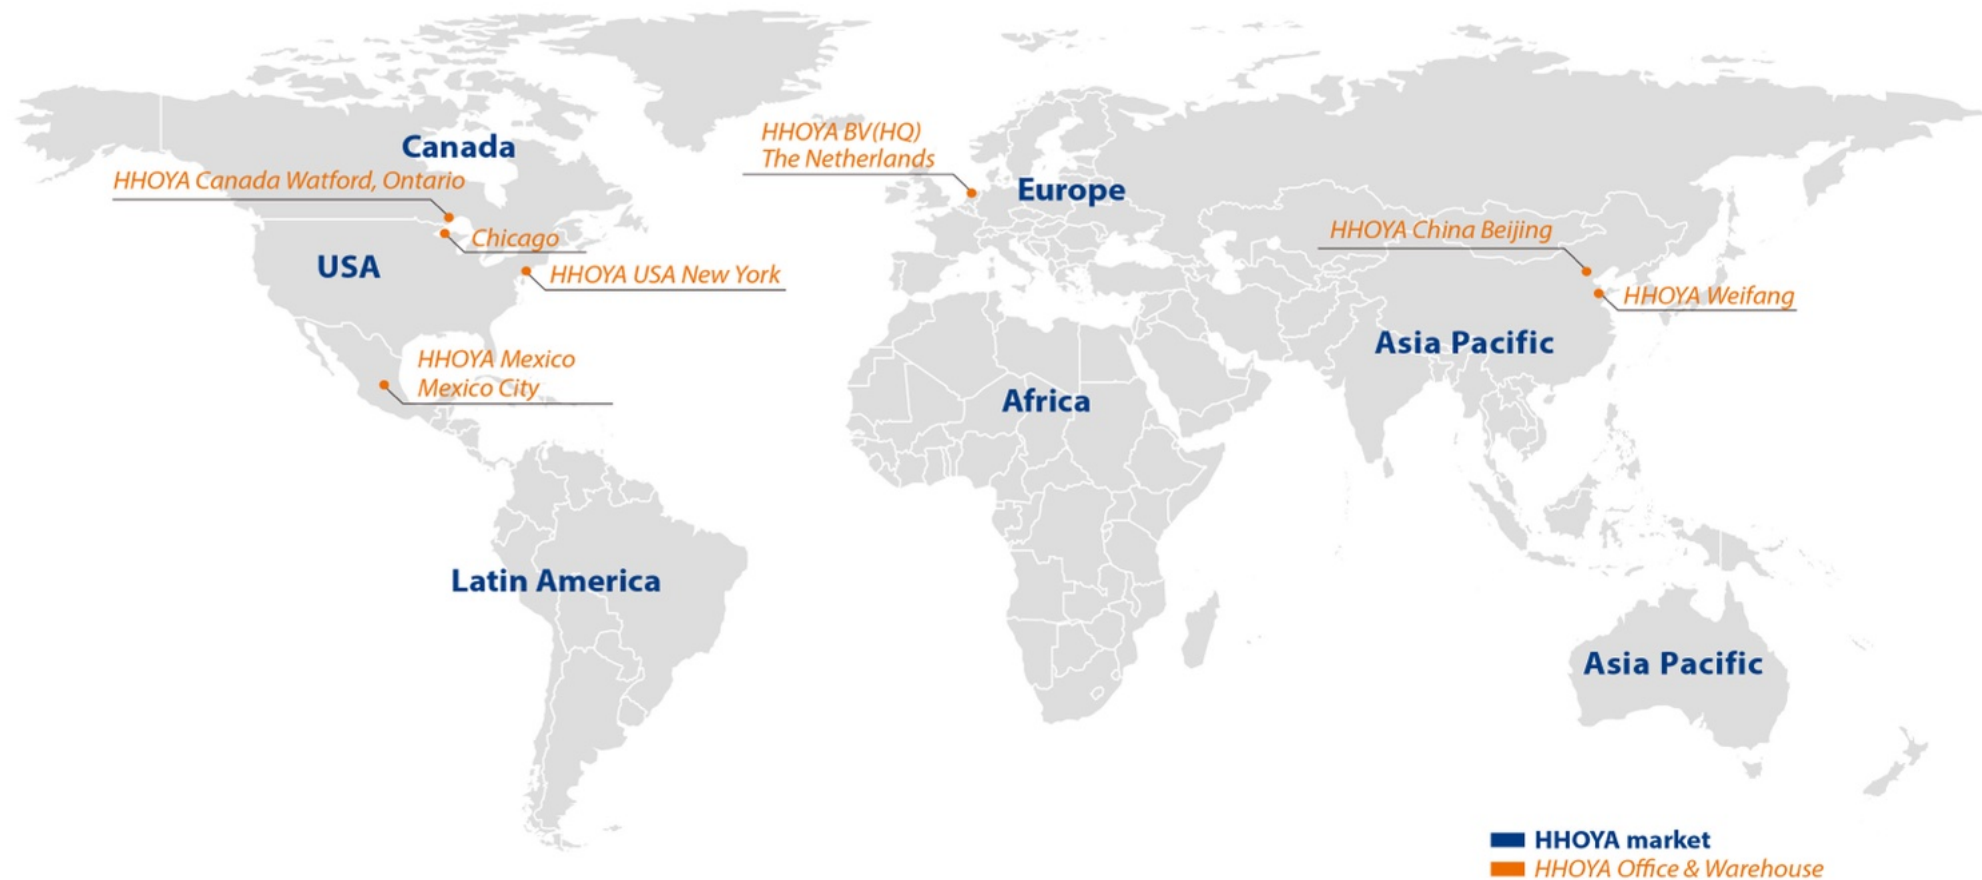 Canada
HHOYA Canada Watford, Ontario
Chicago
USA
HHOYA USA New York
HHOYA Mexico
Mexico City
Latin America
HHOYA BV(HQ)
The Netherlands
Europe
Africa
HHOYA China Beijing
HHOYA Weifang
Asia Pacific
Asia Pacific
HHOYA market
HHOYA Office & Warehouse